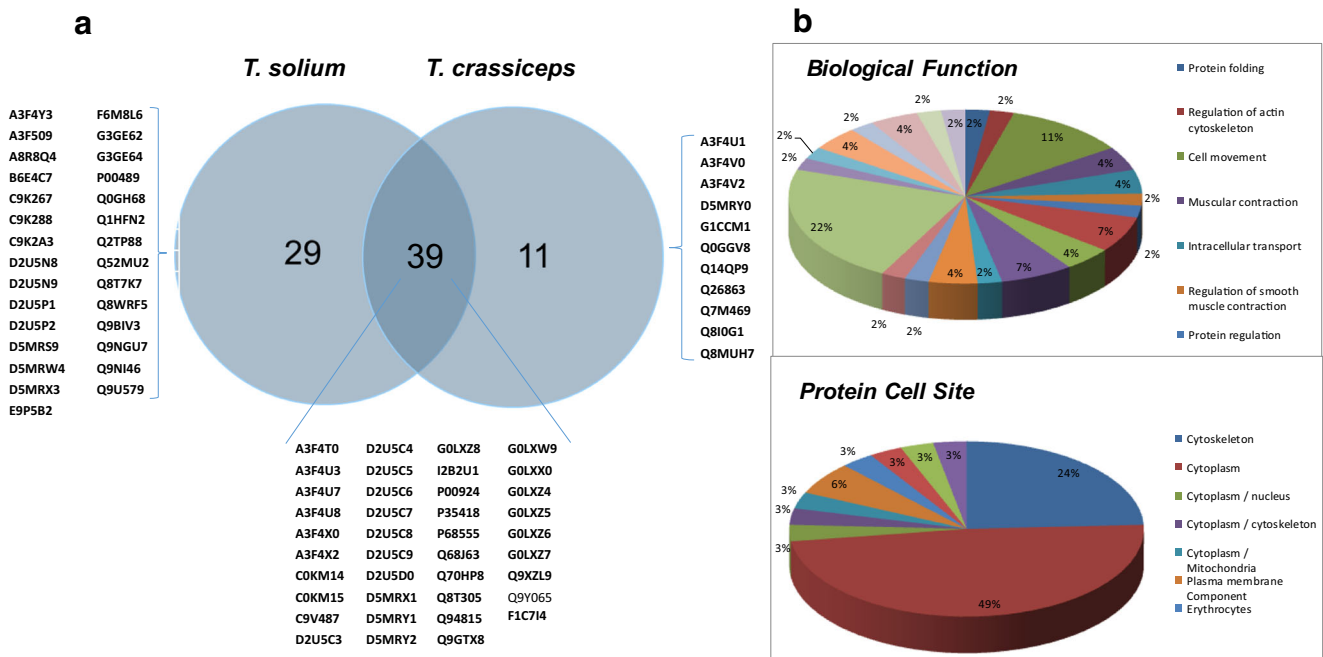 a
T. solium
T. crassiceps
A3F4Y3 F6M8L6
A3F509 G3GE62
A8R8Q4 G3GE64
B6E4C7 P00489
C9K267 Q0GH68
C9K288 Q1HFN2
C9K2A3 Q2TP88
D2U5N8 Q52MU2
D2U5N9 Q8T7K7
D2U5P1 Q8WRF5
D2U5P2 Q9BIV3
D5MRS9 Q9NGU7
D5MRW4 Q9NI46
D5MRX3 Q9U579
E9P5B2
29
39
11
A3F4U1
A3F4V0
A3F4V2
D5MRY0
G1CCM1
Q0GGV8
Q14QP9
Q26863
Q7M469
Q8I0G1
Q8MUH7
A3F4T0 D2U5C4 G0LXZ8 G0LXW9
A3F4U3 D2U5C5 I2B2U1 G0LXX0
A3F4U7 D2U5C6 P00924 G0LXZ4
A3F4U8 D2U5C7 P35418 G0LXZ5
A3F4X0 D2U5C8 P68555 G0LXZ6
A3F4X2 D2U5C9 Q68J63 G0LXZ7
C0KM14 D2U5D0 Q70HP8 Q9XZL9
C0KM15 D5MRX1 Q8T305 Q9Y065
C9V487 D5MRY1 Q94815 F1C7I4
D2U5C3 D5MRY2 Q9GTX8
b
Biological Function
2%
2%
11%
4%
4%
2%
2%
7%
4%
7%
2%
4%
2%
2%
22%
2%
2%
4%
2%
4%
2%
2%
Protein folding
Regulation of actin
cytoskeleton
Cell movement
Muscular contraction
Intracellular transport
Regulation of smooth
muscle contraction
Protein regulation
Protein Cell Site
24%
49%
3%
3%
3%
6%
3%
3%
3%
3%
Cytoskeleton
Cytoplasm
Cytoplasm / nucleus
Cytoplasm / cytoskeleton
Cytoplasm /
Mitochondria
Plasma membrane
Component
Erythrocytes